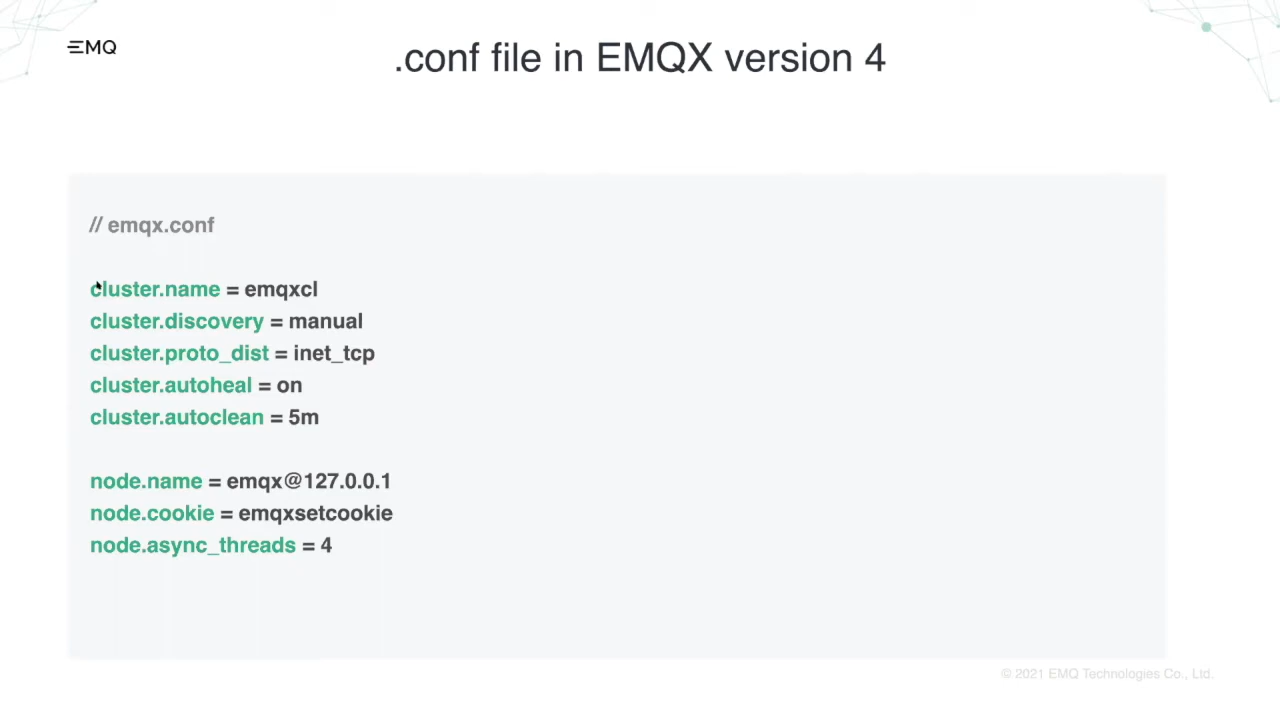 EMQ
.conf file in EMQX version 4
// emqx.conf
cluster.name = emqxcl
cluster.discovery = manual
cluster.proto_dist = inet_tcp
cluster.autoheal = on
cluster.autoclean = 5m
node.name = emqx@127.0.0.1
node.cookie = emqxsetcookie
node.async_threads = 4
© 2021 EMQ Technologies Co., Ltd.